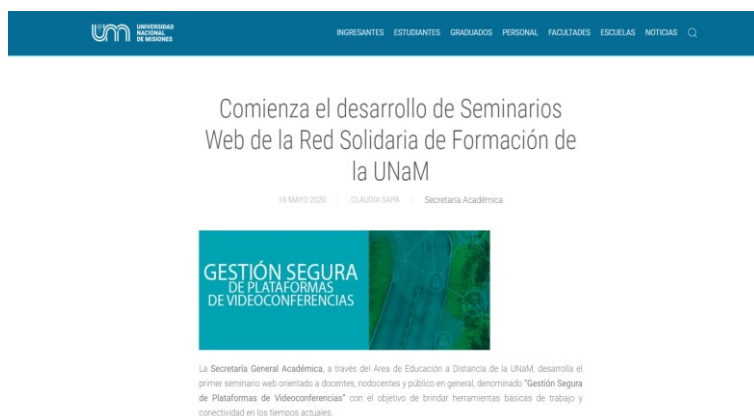 UNIVERSIDAD
NACIONAL
DE MISIONES
INGRESANTES ESTUDIANTES GRADUADOS PERSONAL FACULTADES ESCUELAS NOTICIAS
Comienza el desarrollo de Seminarios
Web de la Red Solidaria de Formación de
la UNaM
16 MAYO 2020 | CLAUDIA SAPA | Secretaría Académica
GESTIÓN SEGURA
DE PLATAFORMAS
DE VIDEOCONFERENCIAS
La Secretaría General Académica, a través del Area de Educación a Distancia de la UNaM, desarrolla el
primer seminario web orientado a docentes, nodocentes y público en general, denominado "Gestión Segura
de Plataformas de Videoconferencias" con el objetivo de brindar herramientas básicas de trabajo y
conectividad en los tiempos actuales.